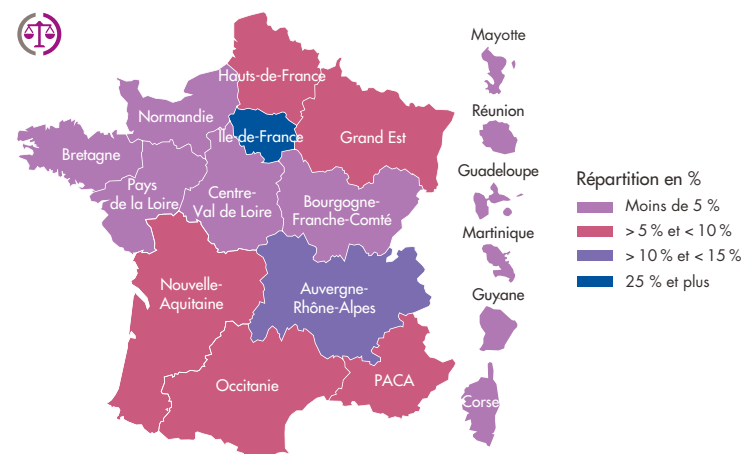 Hauts-de-France
Normandie
Île-de-France
Grand Est
Bretagne
Pays
de la Loire
Centre-
Val de Loire
Bourgogne-
Franche-Comté
Nouvelle-
Aquitaine
Auvergne-
Rhône-Alpes
Occitanie
PACA
Corse
Mayotte
Réunion
Guadeloupe
Martinique
Guyane
Répartition en %
Moins de 5 %
> 5 % et < 10 %
> 10 % et < 15 %
25 % et plus